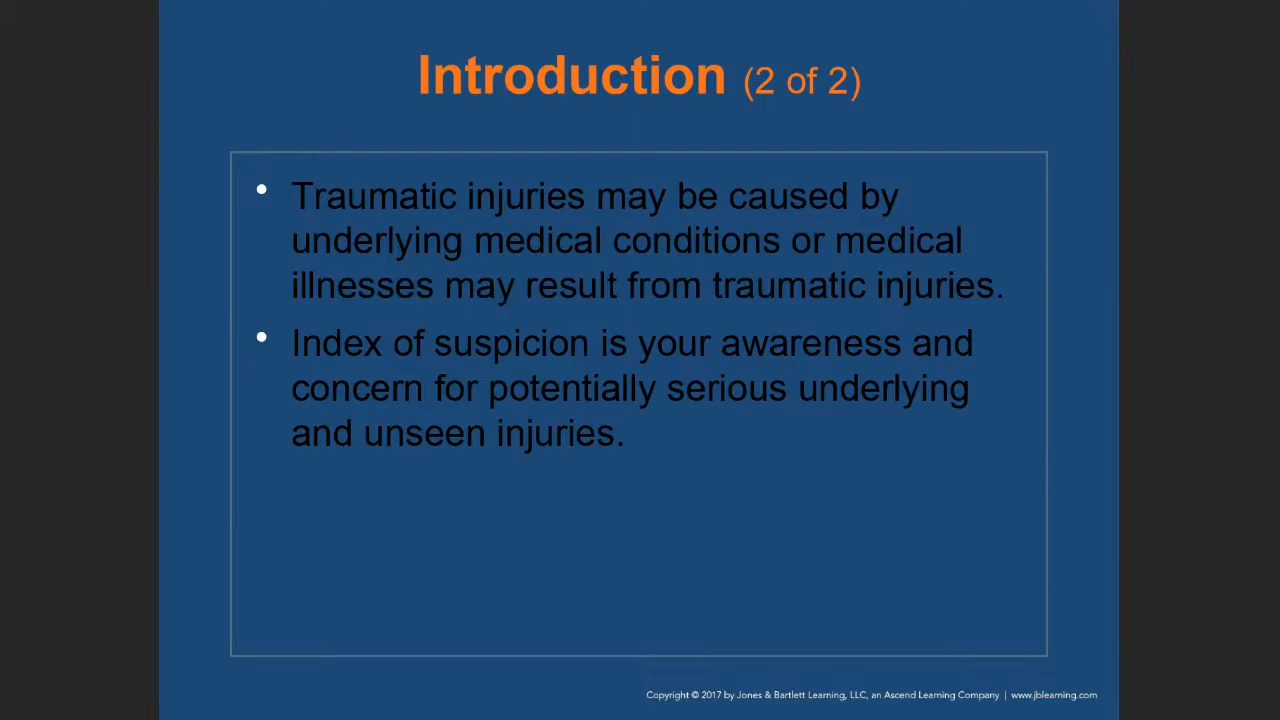 Introduction (2 of 2)
• Traumatic injuries may be caused by
underlying medical conditions or medical
illnesses may result from traumatic injuries.
• Index of suspicion is your awareness and
concern for potentially serious underlying
and unseen injuries.
Copyright © 2017 by Jones & Bartlett Learning, LLC, an Ascend Learning Company | www.jblearning.com